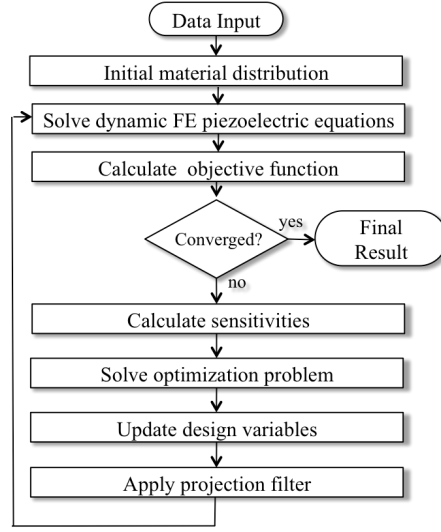 Data Input
Initial material distribution
Solve dynamic FE piezoelectric equations
Calculate objective function
Converged?
yes
Final
Result
no
Calculate sensitivities
Solve optimization problem
Update design variables
Apply projection filter